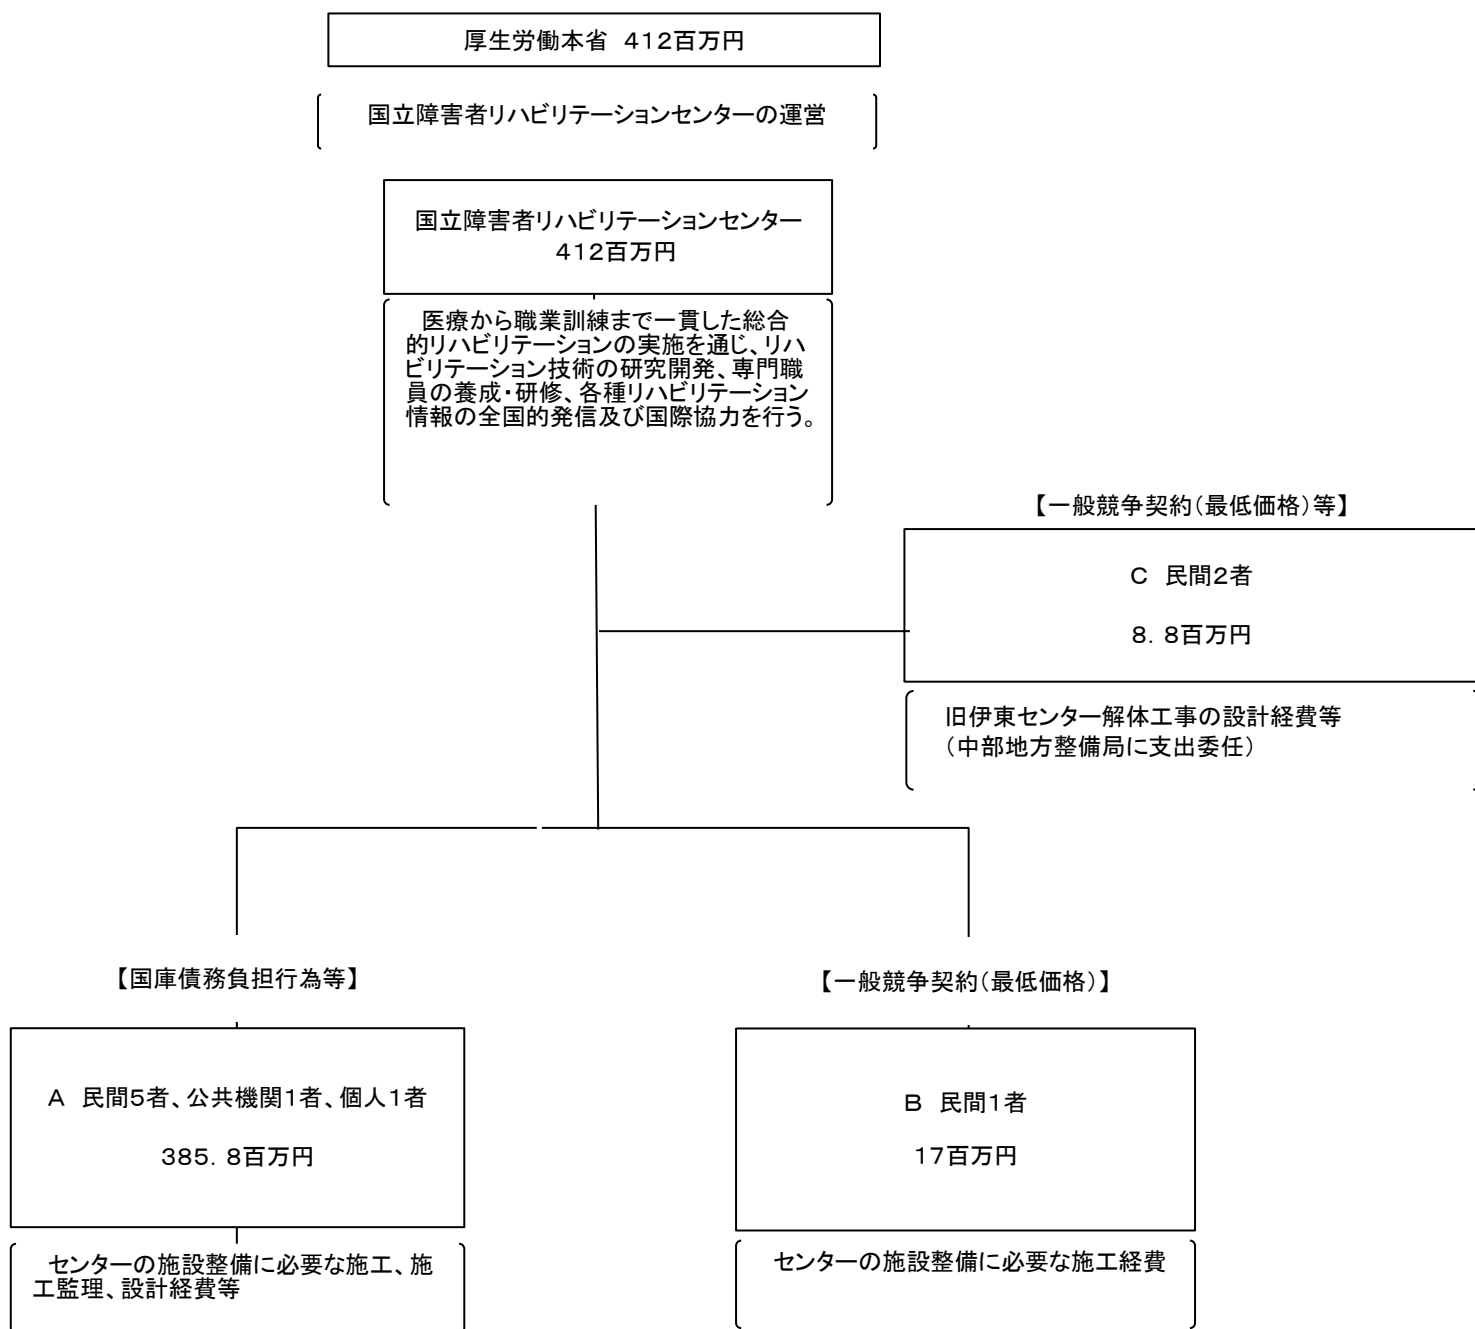 厚生労働本省 ４１２百万円
国立障害者リハビリテーションセンターの運営
国立障害者リハビリテーションセンター
４１２百万円
医療から職業訓練まで一貫した総合
的リハビリテーションの実施を通じ、リハ
ビリテーション技術の研究開発、専門職
員の養成・研修、各種リハビリテーション
情報の全国的発信及び国際協力を行う。
【一般競争契約（最低価格）等】
Ｃ　民間２者
８．８百万円
旧伊東センター解体工事の設計経費等
（中部地方整備局に支出委任）
【国庫債務負担行為等】
【一般競争契約（最低価格）】
Ａ　民間５者、公共機関１者、個人１者
３８５．８百万円
Ｂ　民間１者
１７百万円
センターの施設整備に必要な施工、施
工監理、設計経費等
センターの施設整備に必要な施工経費